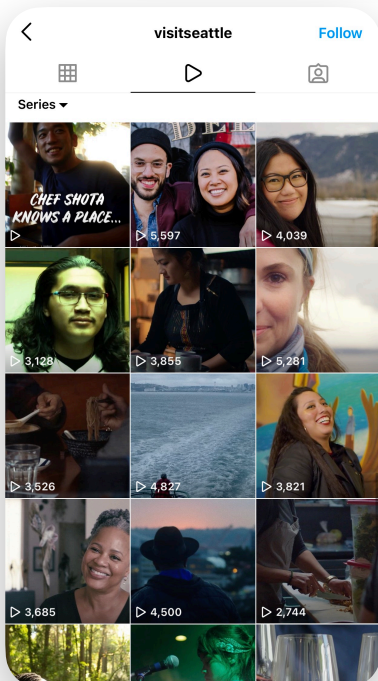 visitseattle
Follow
Series
CHEF SHOTA
KNOWS A PLACE...
5,597
4,039
3,128
3,855
5,281
3,526
4,827
3,821
3,685
4,500
2,744